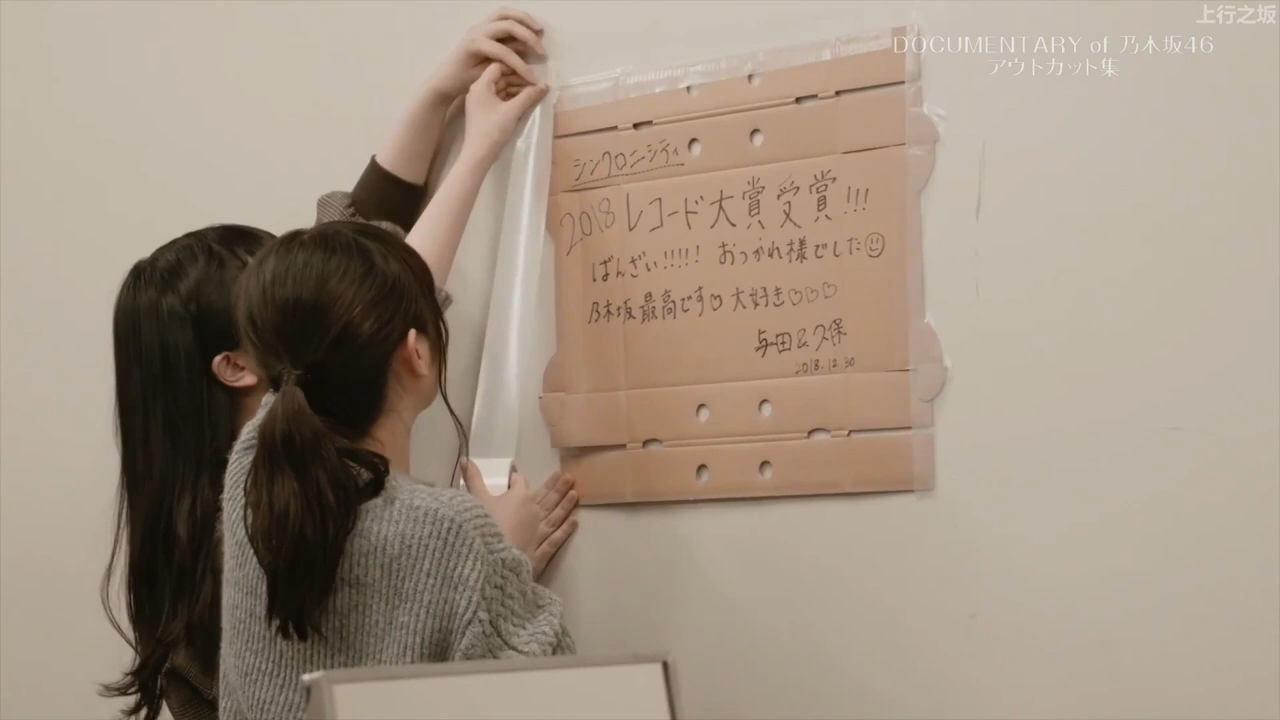 上行之坂
DOCUMENTARY of 乃木坂46
アウトカット集
シンクロニシティ
2018 レコード大賞受賞!!!
ばんざい!!!!! おつかれ様でした☺
乃木坂最高です♡ 大好き♡♡♡
与田&久保
2018.12.30